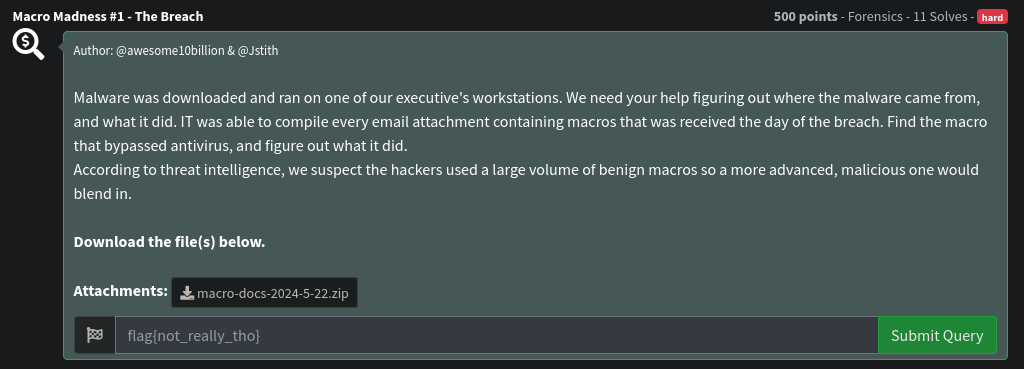 Macro Madness #1 - The Breach
500 points - Forensics - 11 Solves - hard
Author: @awesome10billion & @Jstith
Malware was downloaded and ran on one of our executive's workstations. We need your help figuring out where the malware came from,
and what it did. IT was able to compile every email attachment containing macros that was received the day of the breach. Find the macro
that bypassed antivirus, and figure out what it did.
According to threat intelligence, we suspect the hackers used a large volume of benign macros so a more advanced, malicious one would
blend in.
Download the file(s) below.
Attachments: macro-docs-2024-5-22.zip
flag{not_really_tho}
Submit Query